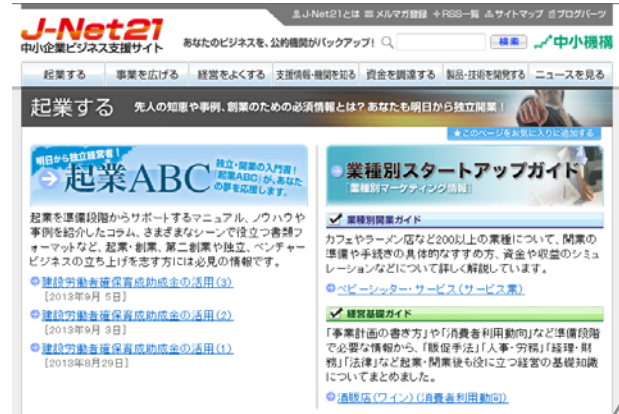 J-Net21とは メルマガ登録 RSS一覧 サイトマップ ブログパーツ
J-Net21
中小企業ビジネス支援サイト
あなたのビジネスを、公的機関がバックアップ!
検索
中小機構
起業する 事業を広げる 経営をよくする 支援情報・機関を知る 資金を調達する 製品・技術を開発する ニュースを見る
起業する 先人の知恵や事例、創業のための必須情報とは?あなたも明日から独立開業!
★このページをお気に入りに追加する
明日から独立経営者!
起業ABC
独立・開業の入門書!
「起業ABC」が、あなた
の夢を応援します。
起業を準備段階からサポートするマニュアル、ノウハウや
事例を紹介したコラム、さまざまなシーンで役立つ書類フ
ォーマットなど、起業・創業、第二創業や独立、ベンチャー
ビジネスの立ち上げを志す方には必見の情報です。
建設労働者確保育成助成金の活用(3)
[2013年9月 5日]
建設労働者確保育成助成金の活用(2)
[2013年9月 3日]
建設労働者確保育成助成金の活用(1)
[2013年8月29日]
業種別スタートアップガイド
[業種別マーケティング情報]
業種別開業ガイド
カフェやラーメン店など200以上の業種について、開業の
準備や手続きの具体的なすすめ方、資金や収益のシミュ
レーションなどについて詳しく解説しています。
ベビーシッター・サービス(サービス業)
経営基礎ガイド
「事業計画の書き方」や「消費者利用動向」など準備段階
で必要な情報から、「販促手法」「人事・労務」「経理・財
務」「法律」など起業・開業後も役に立つ経営の基礎知識
についてまとめました。
酒販店(ワイン)(消費者利用動向)